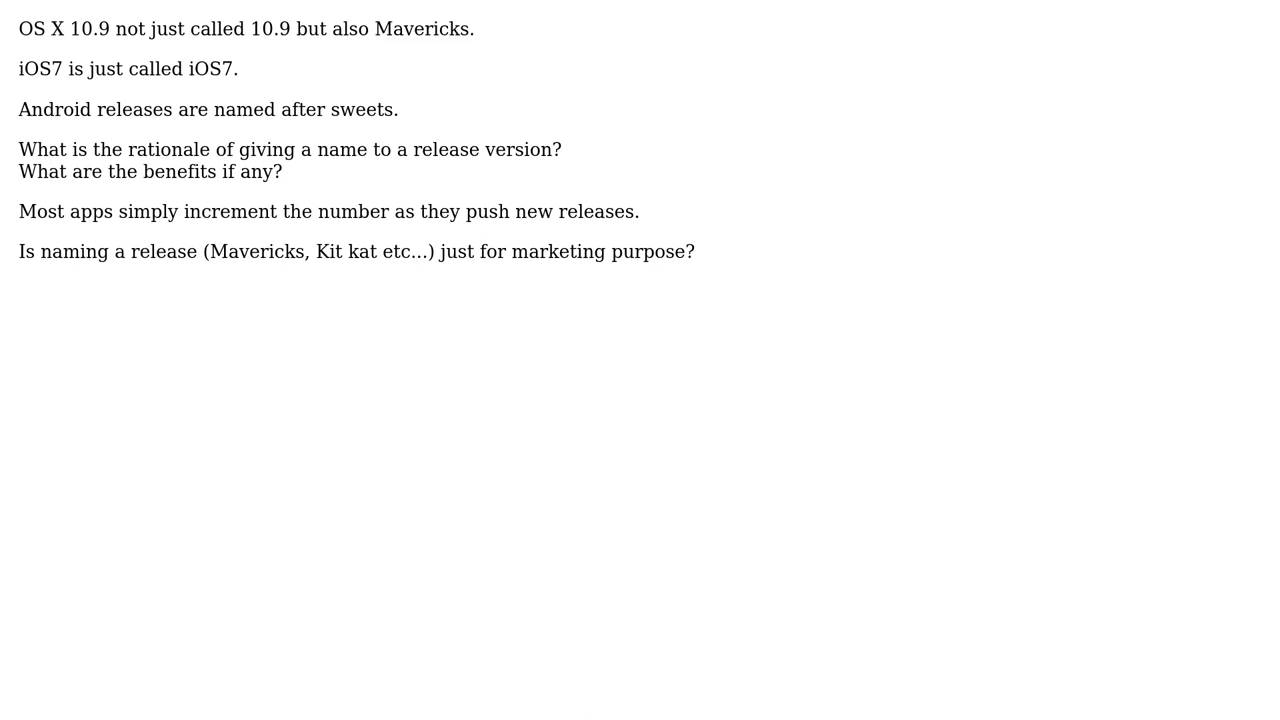 OS X 10.9 not just called 10.9 but also Mavericks.
iOS7 is just called iOS7.
Android releases are named after sweets.
What is the rationale of giving a name to a release version?
What are the benefits if any?
Most apps simply increment the number as they push new releases.
Is naming a release (Mavericks, Kit kat etc...) just for marketing purpose?